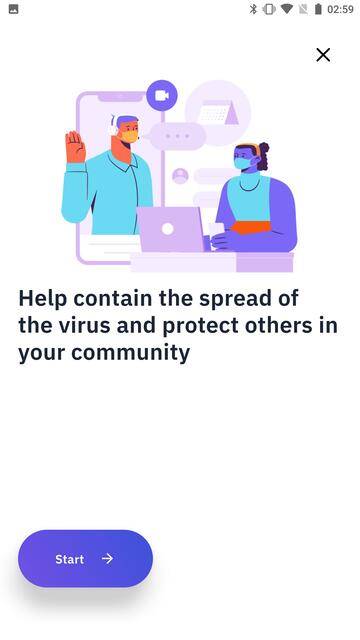 02:59
Help contain the spread of
the virus and protect others in
your community
Start